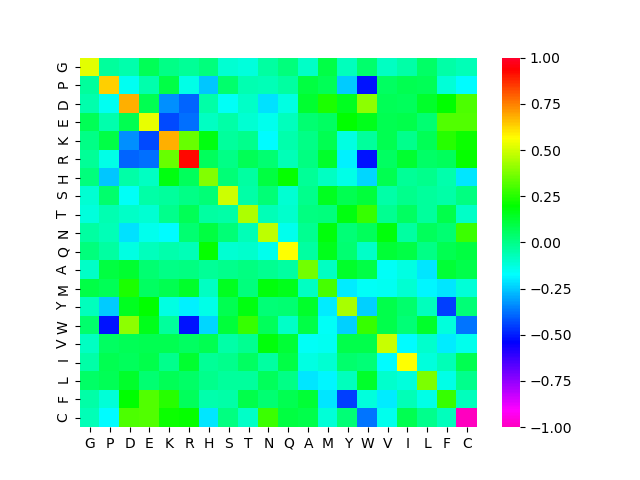 G
P
D
E
K
R
H
S
T
N
Q
A
M
Y
W
V
I
L
F
C
G P D E K R H S T N Q A M Y W V I L F C
1.00
0.75
0.50
0.25
0.00
−0.25
−0.50
−0.75
−1.00